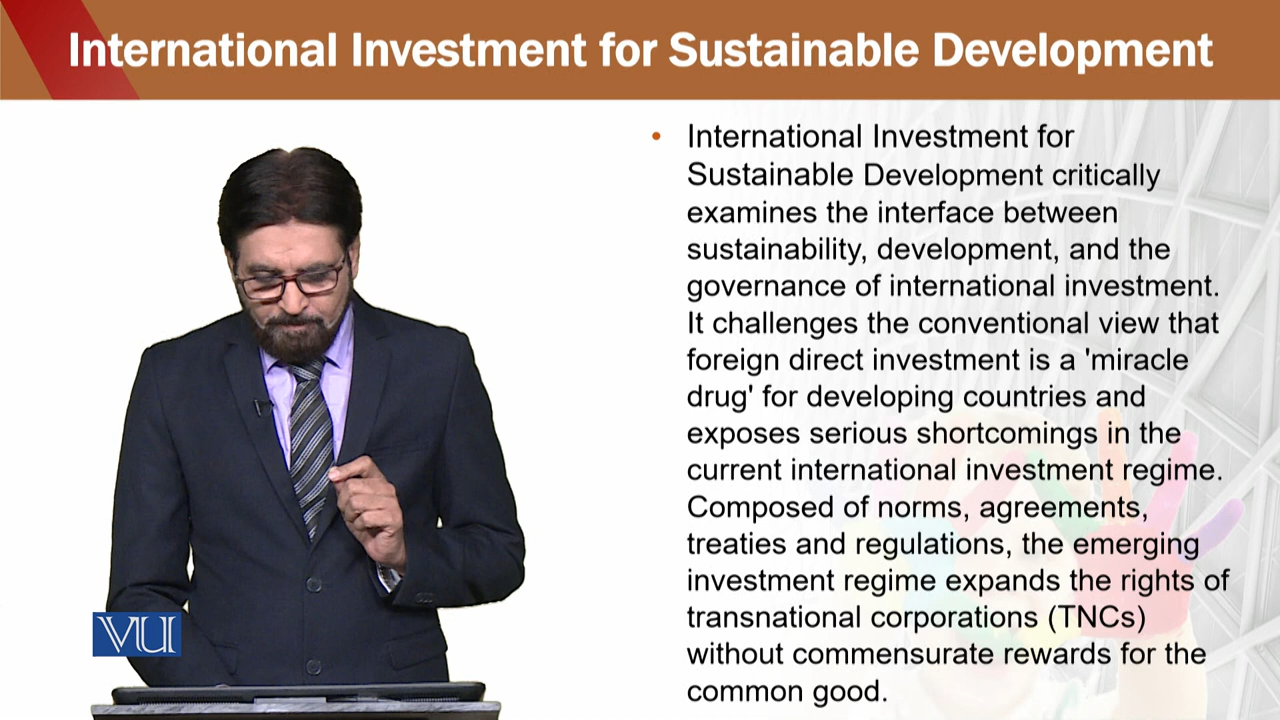 International Investment for Sustainable Development
• International Investment for
Sustainable Development critically
examines the interface between
sustainability, development, and the
governance of international investment.
It challenges the conventional view that
foreign direct investment is a 'miracle
drug' for developing countries and
exposes serious shortcomings in the
current international investment regime.
Composed of norms, agreements,
treaties and regulations, the emerging
investment regime expands the rights of
transnational corporations (TNCs)
without commensurate rewards for the
common good.
VU